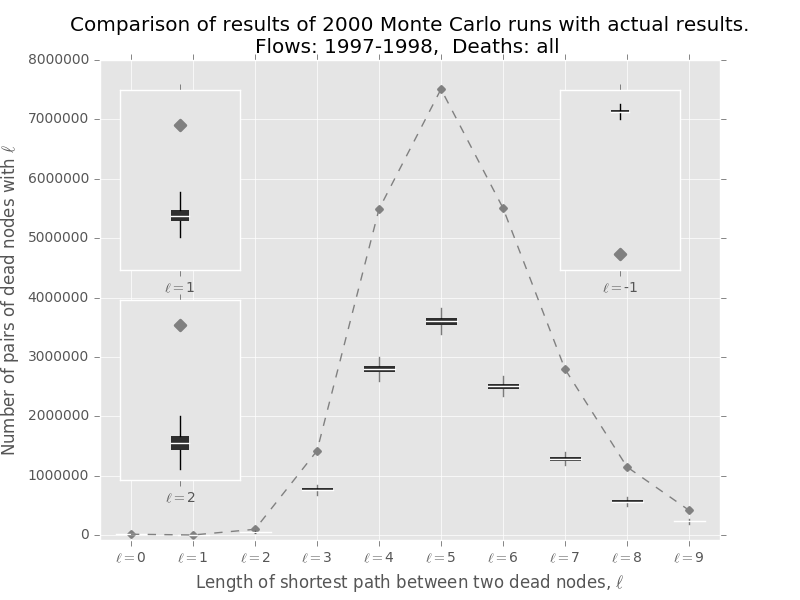 Comparison of results of 2000 Monte Carlo runs with actual results.
Flows: 1997-1998, Deaths: all
Number of pairs of dead nodes with ℓ
8000000
7000000
6000000
5000000
4000000
3000000
2000000
1000000
0
ℓ=1
ℓ=-1
ℓ=2
ℓ=0 ℓ=1 ℓ=2 ℓ=3 ℓ=4 ℓ=5 ℓ=6 ℓ=7 ℓ=8 ℓ=9
Length of shortest path between two dead nodes, ℓ